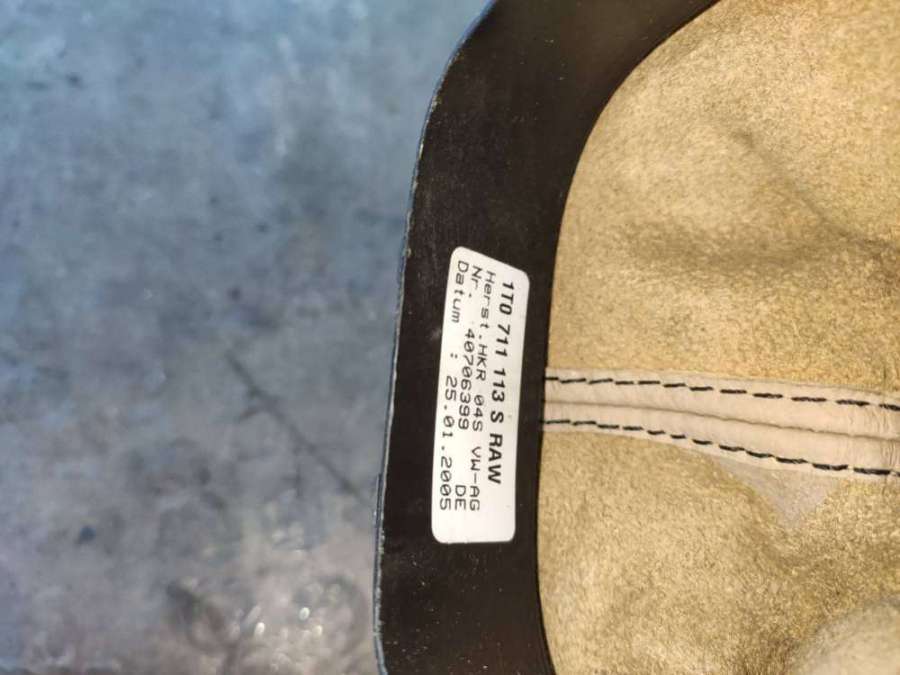 1T0 711 113 S RAW
Herst.HKR 04S VW-AG
Nr. 40706399 DE
Datum : 25.01.2005